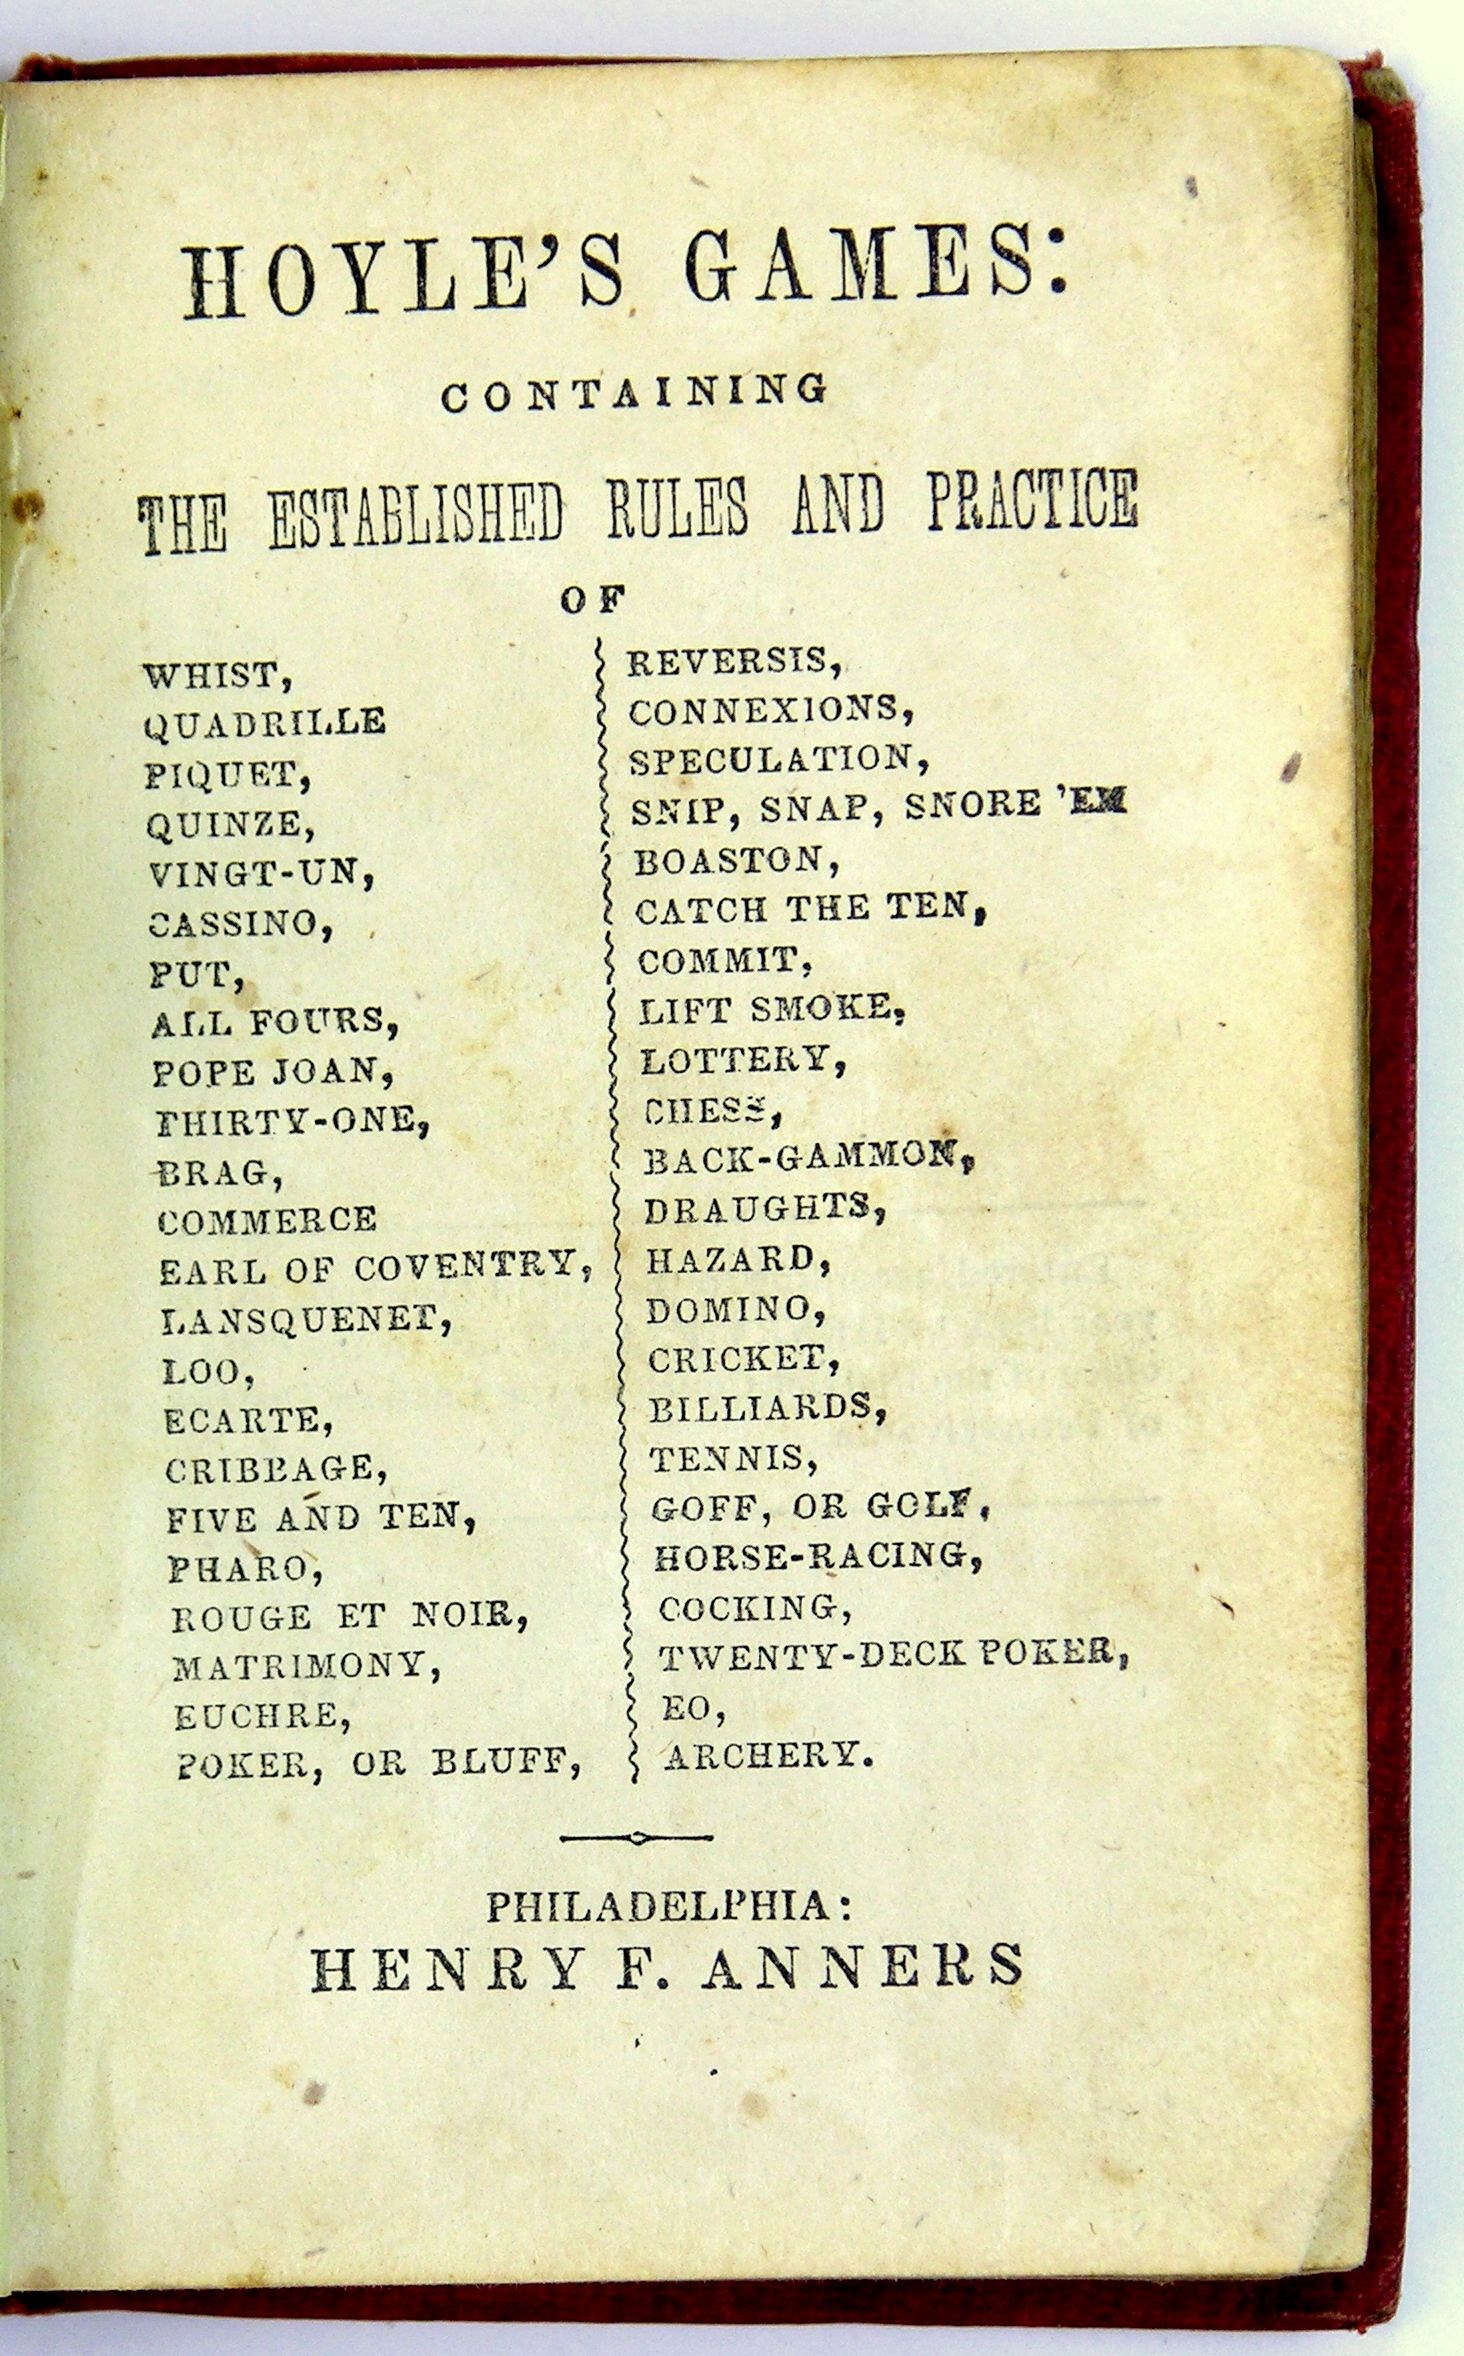 HOYLE'S GAMES:
CONTAINING
THE ESTABLISHED RULES AND PRACTICE
OF
WHIST,
QUADRILLE
PIQUET,
QUINZE,
VINGT-UN,
CASSINO,
PUT,
ALL FOURS,
POPE JOAN,
THIRTY-ONE,
BRAG,
COMMERCE
EARL OF COVENTRY,
LANSQUENET,
LOO,
ECARTE,
CRIBBAGE,
FIVE AND TEN,
PHARO,
ROUGE ET NOIR,
MATRIMONY,
EUCHRE,
POKER, OR BLUFF,
REVERSIS,
CONNEXIONS,
SPECULATION,
SNIP, SNAP, SNORE 'EM
BOASTON,
CATCH THE TEN,
COMMIT,
LIFT SMOKE,
LOTTERY,
CHESS,
BACK-GAMMON,
DRAUGHTS,
HAZARD,
DOMINO,
CRICKET,
BILLIARDS,
TENNIS,
GOFF, OR GOLF,
HORSE-RACING,
COCKING,
TWENTY-DECK POKER,
EO,
ARCHERY.
PHILADELPHIA:
HENRY F. ANNERS